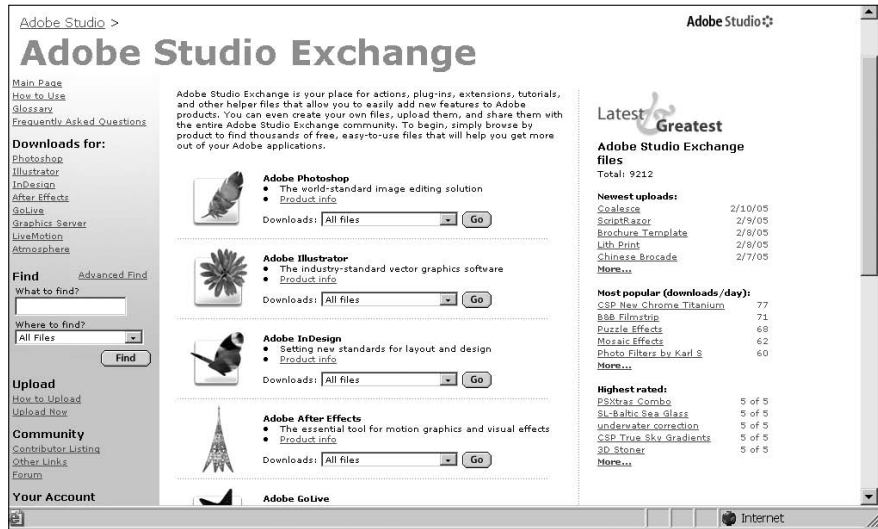 Adobe Studio >
Adobe Studio
Adobe Studio Exchange
Main Page
How to Use
Glossary
Frequently Asked Questions
Downloads for:
Photoshop
Illustrator
InDesign
After Effects
GoLive
Graphics Server
LiveMotion
Atmosphere
Find Advanced Find
What to find?
Where to find?
All Files
Find
Upload
How to Upload
Upload Now
Community
Contributor Listing
Other Links
Forum
Your Account
Adobe Studio Exchange is your place for actions, plug-ins, extensions, tutorials,
and other helper files that allow you to easily add new features to Adobe
products. You can even create your own files, upload them, and share them with
the entire Adobe Studio Exchange community. To begin, simply browse by
product to find thousands of free, easy-to-use files that will help you get more
out of your Adobe applications.
Adobe Photoshop
• The world-standard image editing solution
• Product info
Downloads: All files Go
Adobe Illustrator
• The industry-standard vector graphics software
• Product info
Downloads: All files Go
Adobe InDesign
• Setting new standards for layout and design
• Product info
Downloads: All files Go
Adobe After Effects
• The essential tool for motion graphics and visual effects
• Product info
Downloads: All files Go
Adobe GoLive
Latest & Greatest
Adobe Studio Exchange
files
Total: 9212
Newest uploads:
Coalesce 2/10/05
ScriptRazor 2/9/05
Brochure Template 2/8/05
Lith Print 2/8/05
Chinese Brocade 2/7/05
More...
Most popular (downloads/day):
CSP New Chrome Titanium 77
B&B Filmstrip 71
Puzzle Effects 68
Mosaic Effects 62
Photo Filters by Karl S 60
More...
Highest rated:
PSXtras Combo 5 of 5
SL-Baltic Sea Glass 5 of 5
underwater correction 5 of 5
CSP True Sky Gradients 5 of 5
3D Stoner 5 of 5
More...
Internet